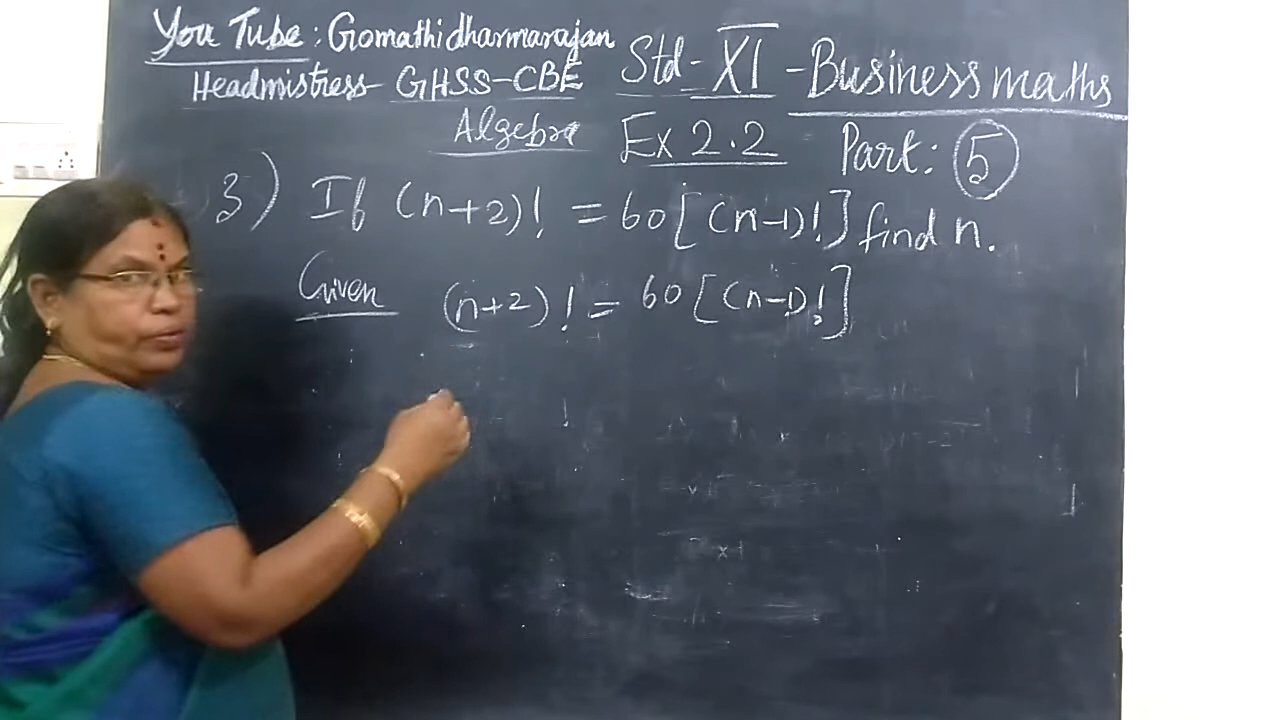 You Tube: Gomathidharmarajan
Headmistress- GHSS-CBE
Std-XI-Business maths
Algebra Ex 2.2 Part: 5
3) If (n+2)! = 60[(n-1)!] find n.
Given (n+2)! = 60[(n-1)!]